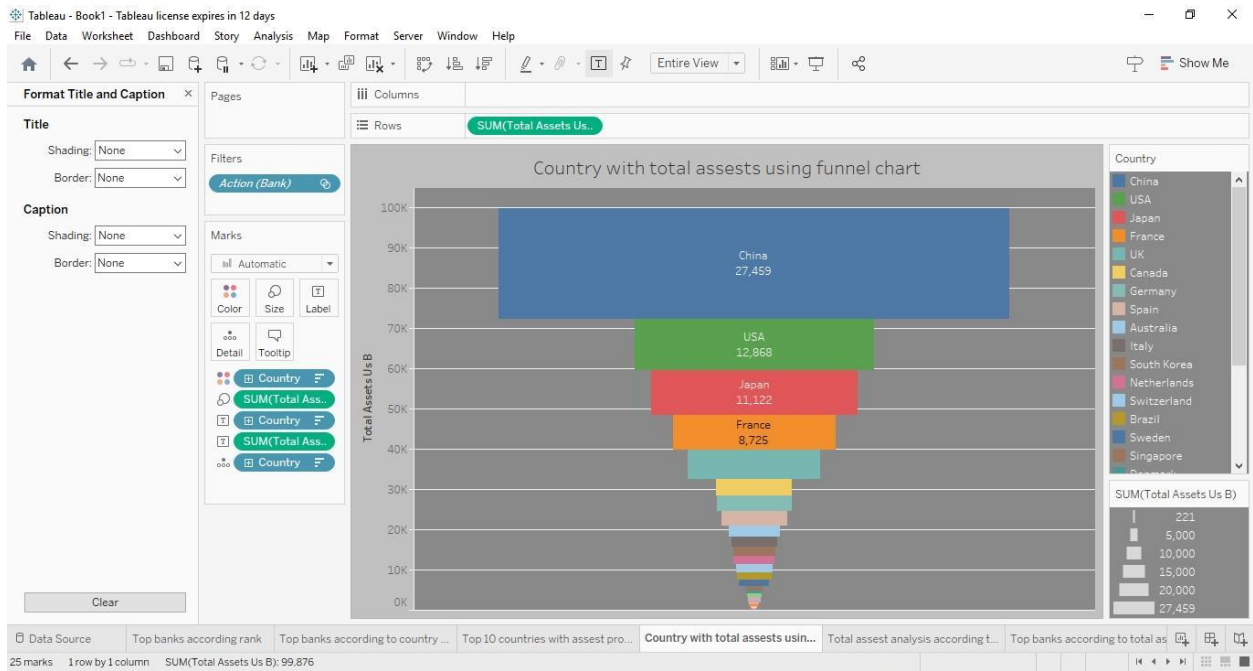 Tableau - Book1 - Tableau license expires in 12 days
File Data Worksheet Dashboard Story Analysis Map Format Server Window Help
Entire View
Show Me
Format Title and Caption
Title
Shading: None
Border: None
Caption
Shading: None
Border: None
Clear
Pages
Filters
Action (Bank)
Marks
Automatic
Color Size Label
Detail Tooltip
Country
SUM(Total Ass..
Country
SUM(Total Ass..
Country
Columns
Rows
SUM(Total Assets Us..
Country with total assests using funnel chart
Total Assets Us B
100K
90K
80K
70K
60K
50K
40K
30K
20K
10K
0K
China
27,459
USA
12,868
Japan
11,122
France
8,725
Country
China
USA
Japan
France
UK
Canada
Germany
Spain
Australia
Italy
South Korea
Netherlands
Switzerland
Brazil
Sweden
Singapore
SUM(Total Assets Us B)
221
5,000
10,000
15,000
20,000
27,459
Data Source
Top banks according rank
Top banks according to country ...
Top 10 countries with assest pro...
Country with total assests usin...
Total assest analysis according t...
Top banks according to total as
25 marks 1 row by 1 column SUM(Total Assets Us B): 99,876